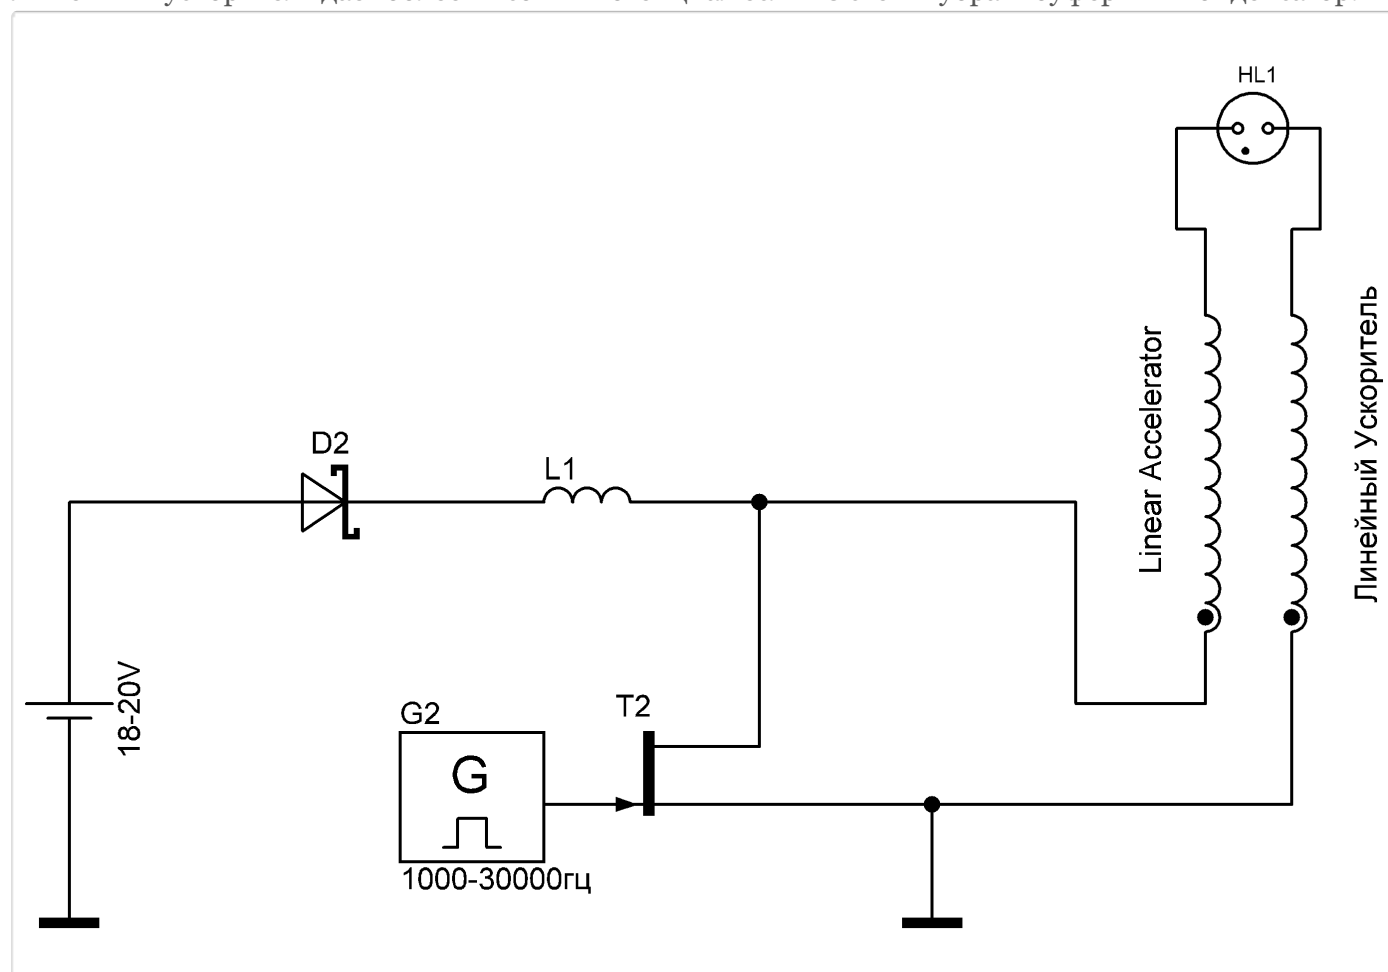 HL1
Linear Accelerator
Линейный Ускоритель
D2
L1
18-20V
G2
T2
G
1000-30000гц